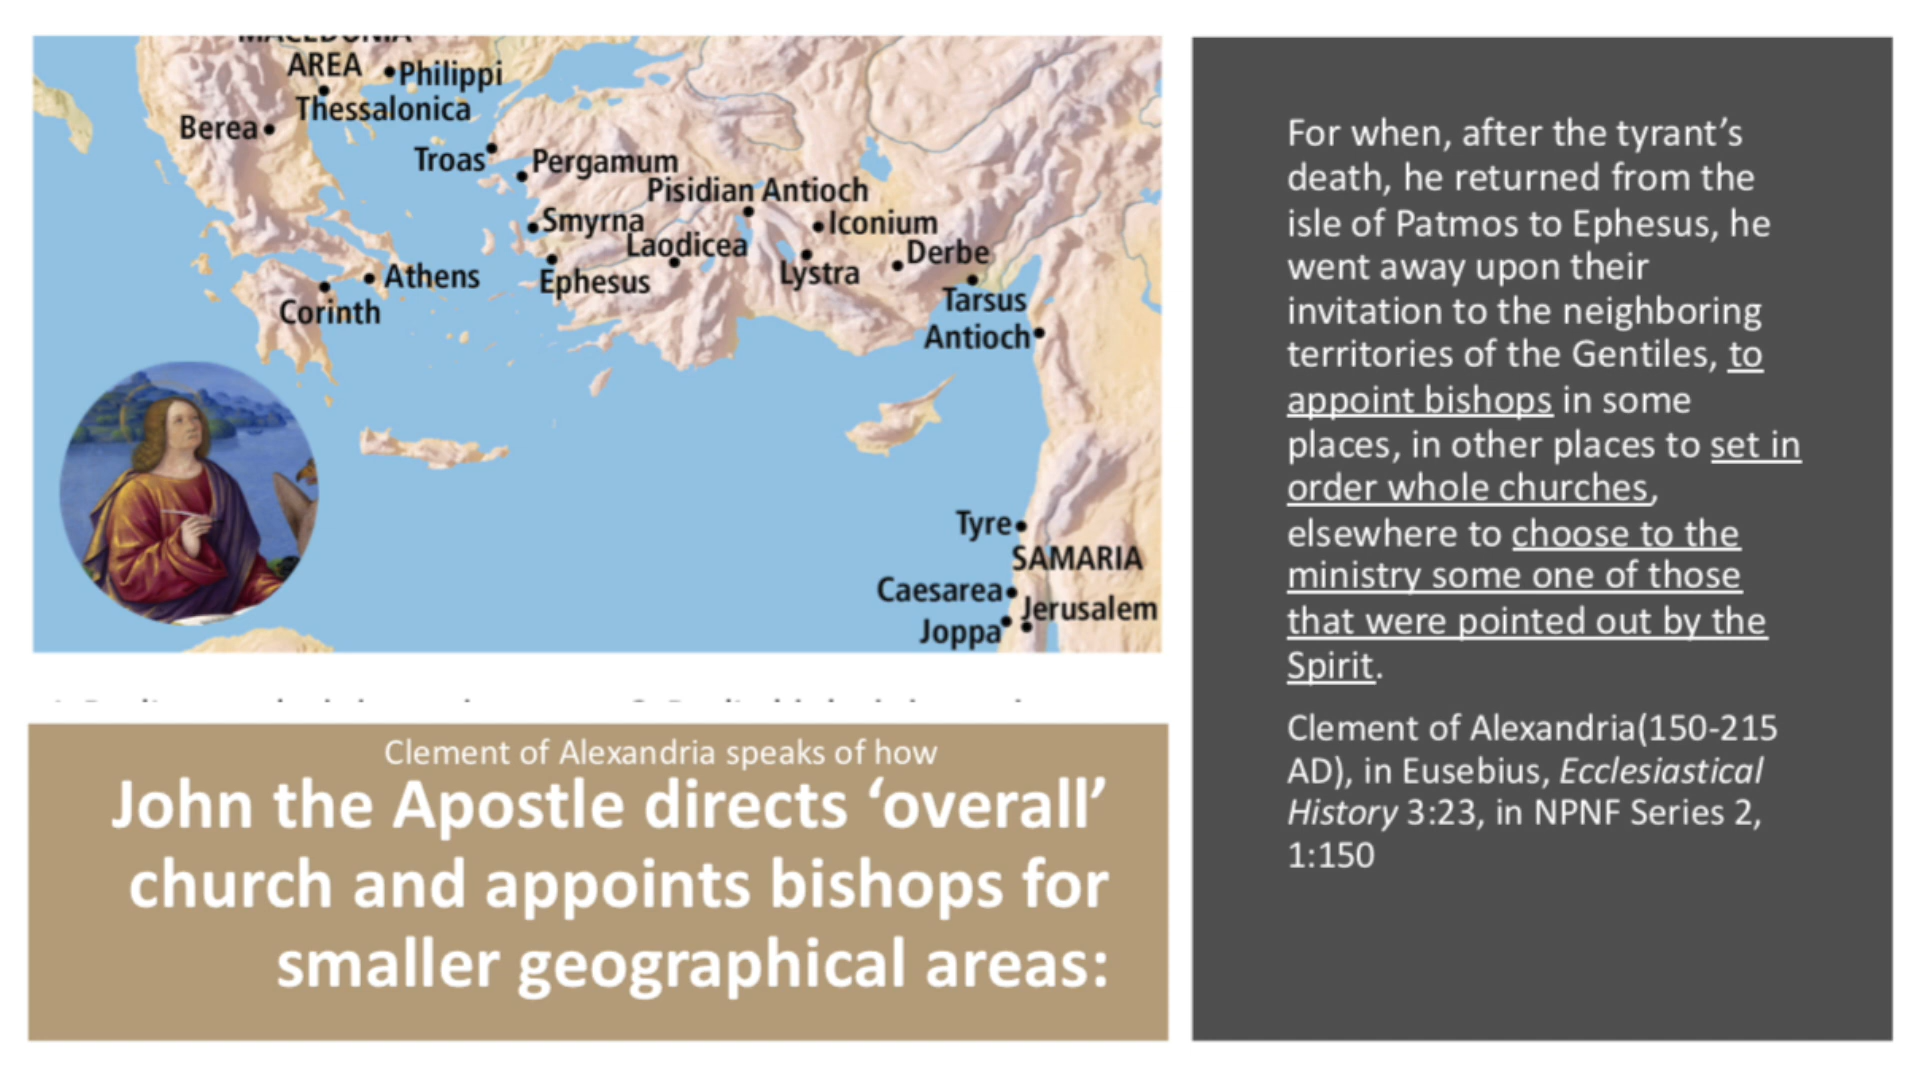 MACEDONIA
AREA
Philippi
Thessalonica
Berea
Troas
Pergamum
Pisidian Antioch
Smyrna
Iconium
Laodicea
Derbe
Athens
Ephesus
Lystra
Tarsus
Corinth
Antioch
Tyre
SAMARIA
Caesarea
Jerusalem
Joppa
Clement of Alexandria speaks of how
John the Apostle directs ‘overall’
church and appoints bishops for
smaller geographical areas:
For when, after the tyrant’s
death, he returned from the
isle of Patmos to Ephesus, he
went away upon their
invitation to the neighboring
territories of the Gentiles, to
appoint bishops in some
places, in other places to set in
order whole churches,
elsewhere to choose to the
ministry some one of those
that were pointed out by the
Spirit.
Clement of Alexandria(150-215
AD), in Eusebius, Ecclesiastical
History 3:23, in NPNF Series 2,
1:150